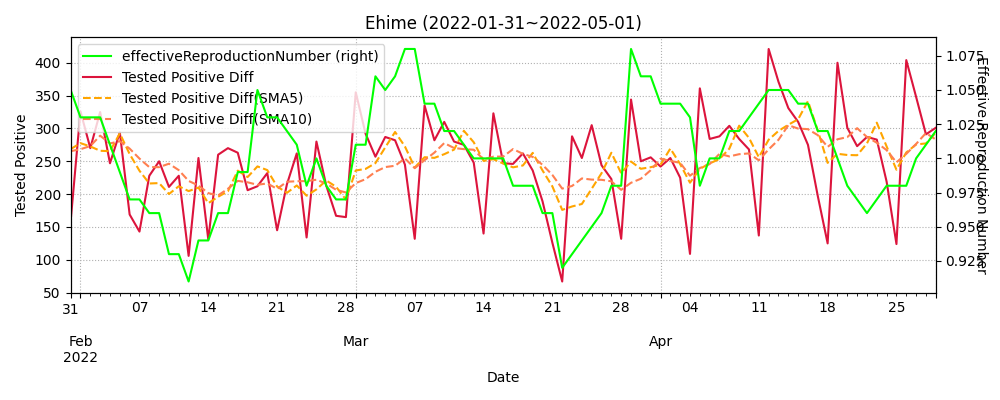 Ehime (2022-01-31~2022-05-01)
effectiveReproductionNumber (right)
Tested Positive Diff
Tested Positive Diff(SMA5)
Tested Positive Diff(SMA10)
Tested Positive
400
350
300
250
200
150
100
50
1.075
1.050
1.025
1.000
0.975
0.950
0.925
Effective Reproduction Number
31 07 14 21 28 07 14 21 28 04 11 18 25
Feb Mar Apr
2022
Date